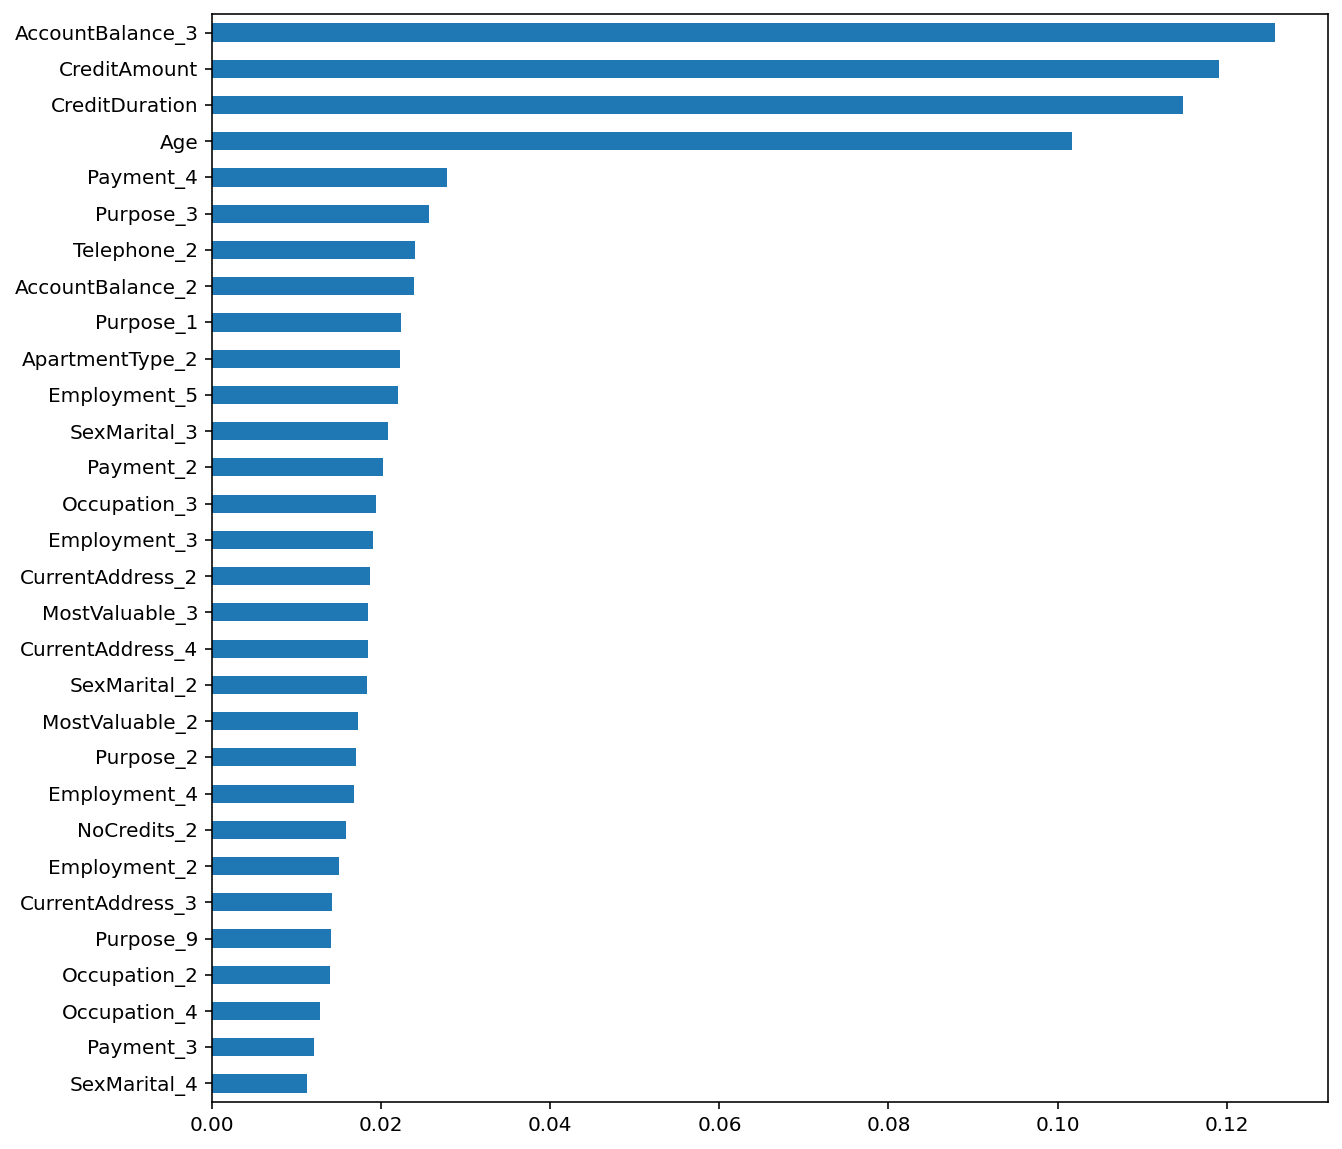 AccountBalance_3
CreditAmount
CreditDuration
Age
Payment_4
Purpose_3
Telephone_2
AccountBalance_2
Purpose_1
ApartmentType_2
Employment_5
SexMarital_3
Payment_2
Occupation_3
Employment_3
CurrentAddress_2
MostValuable_3
CurrentAddress_4
SexMarital_2
MostValuable_2
Purpose_2
Employment_4
NoCredits_2
Employment_2
CurrentAddress_3
Purpose_9
Occupation_2
Occupation_4
Payment_3
SexMarital_4
0.00 0.02 0.04 0.06 0.08 0.10 0.12